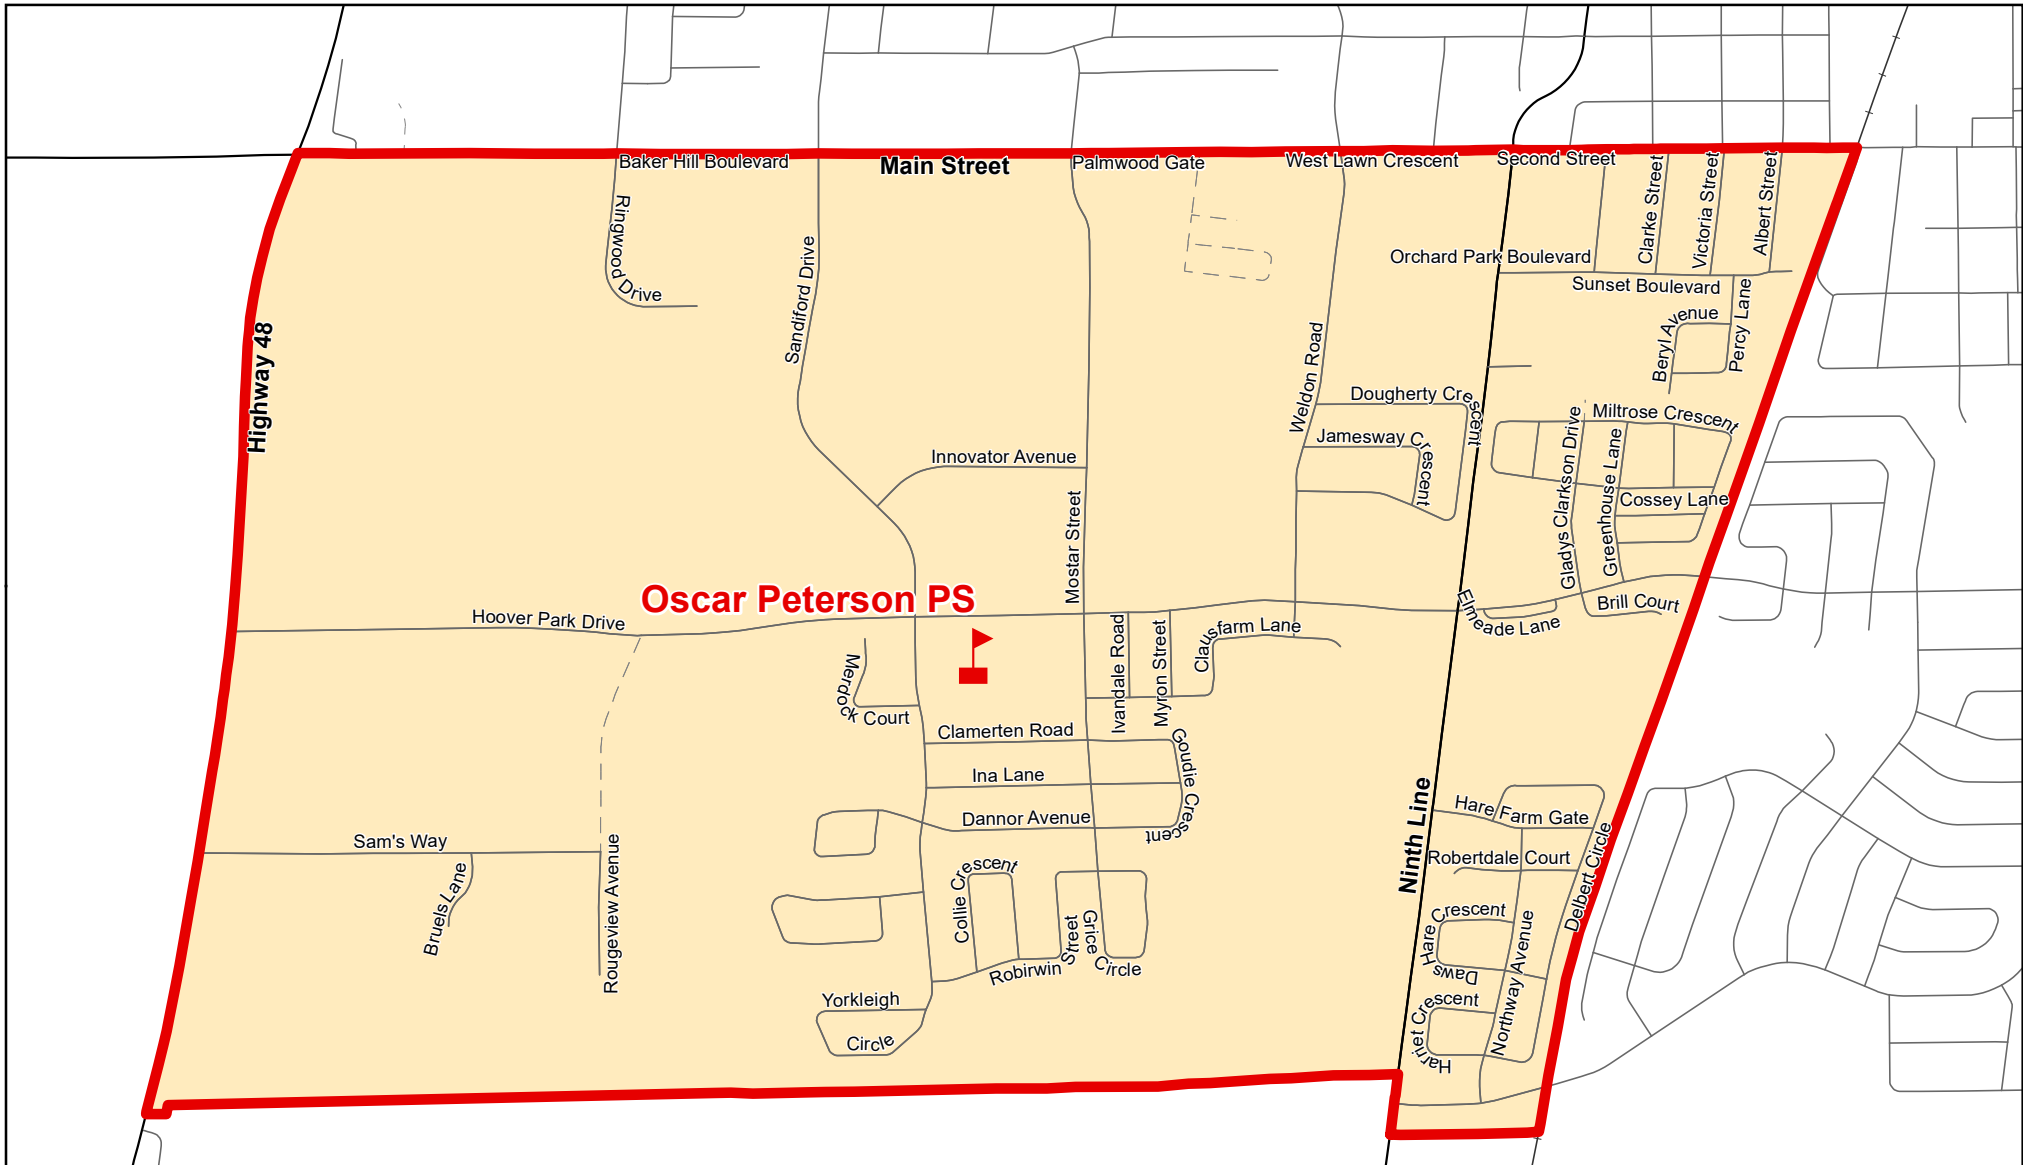 Baker Hill Boulevard
Main Street
Palmwood Gate
West Lawn Crescent
Second Street
Ringwood Drive
Sandiford Drive
Clarke Street
Victoria Street
Albert Street
Orchard Park Boulevard
Sunset Boulevard
Highway 48
Weldon Road
Beryl Avenue
Percy Lane
Dougherty Crescent
Jamesway Crescent
Miltrose Crescent
Innovator Avenue
Mostar Street
Gladys Clarkson Drive
Greenhouse Lane
Cossey Lane
Oscar Peterson PS
Hoover Park Drive
Elmeade Lane
Brill Court
Merdock Court
Ivandale Road
Myron Street
Clausfarm Lane
Clamerten Road
Goudie Crescent
Ina Lane
Dannor Avenue
Ninth Line
Hare Farm Gate
Sam's Way
Bruels Lane
Rougeview Avenue
Collie Crescent
Robertdale Court
Delbert Circle
Robirwin Street
Grice Circle
Daws Hare Crescent
Northway Avenue
Yorkleigh Circle
Harriet Crescent